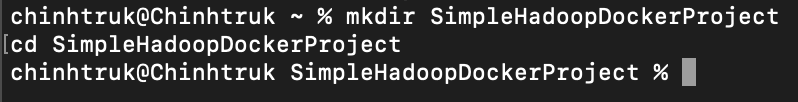 chinhtruk@Chinhtruk ~ % mkdir SimpleHadoopDockerProject
[cd SimpleHadoopDockerProject
chinhtruk@Chinhtruk SimpleHadoopDockerProject %